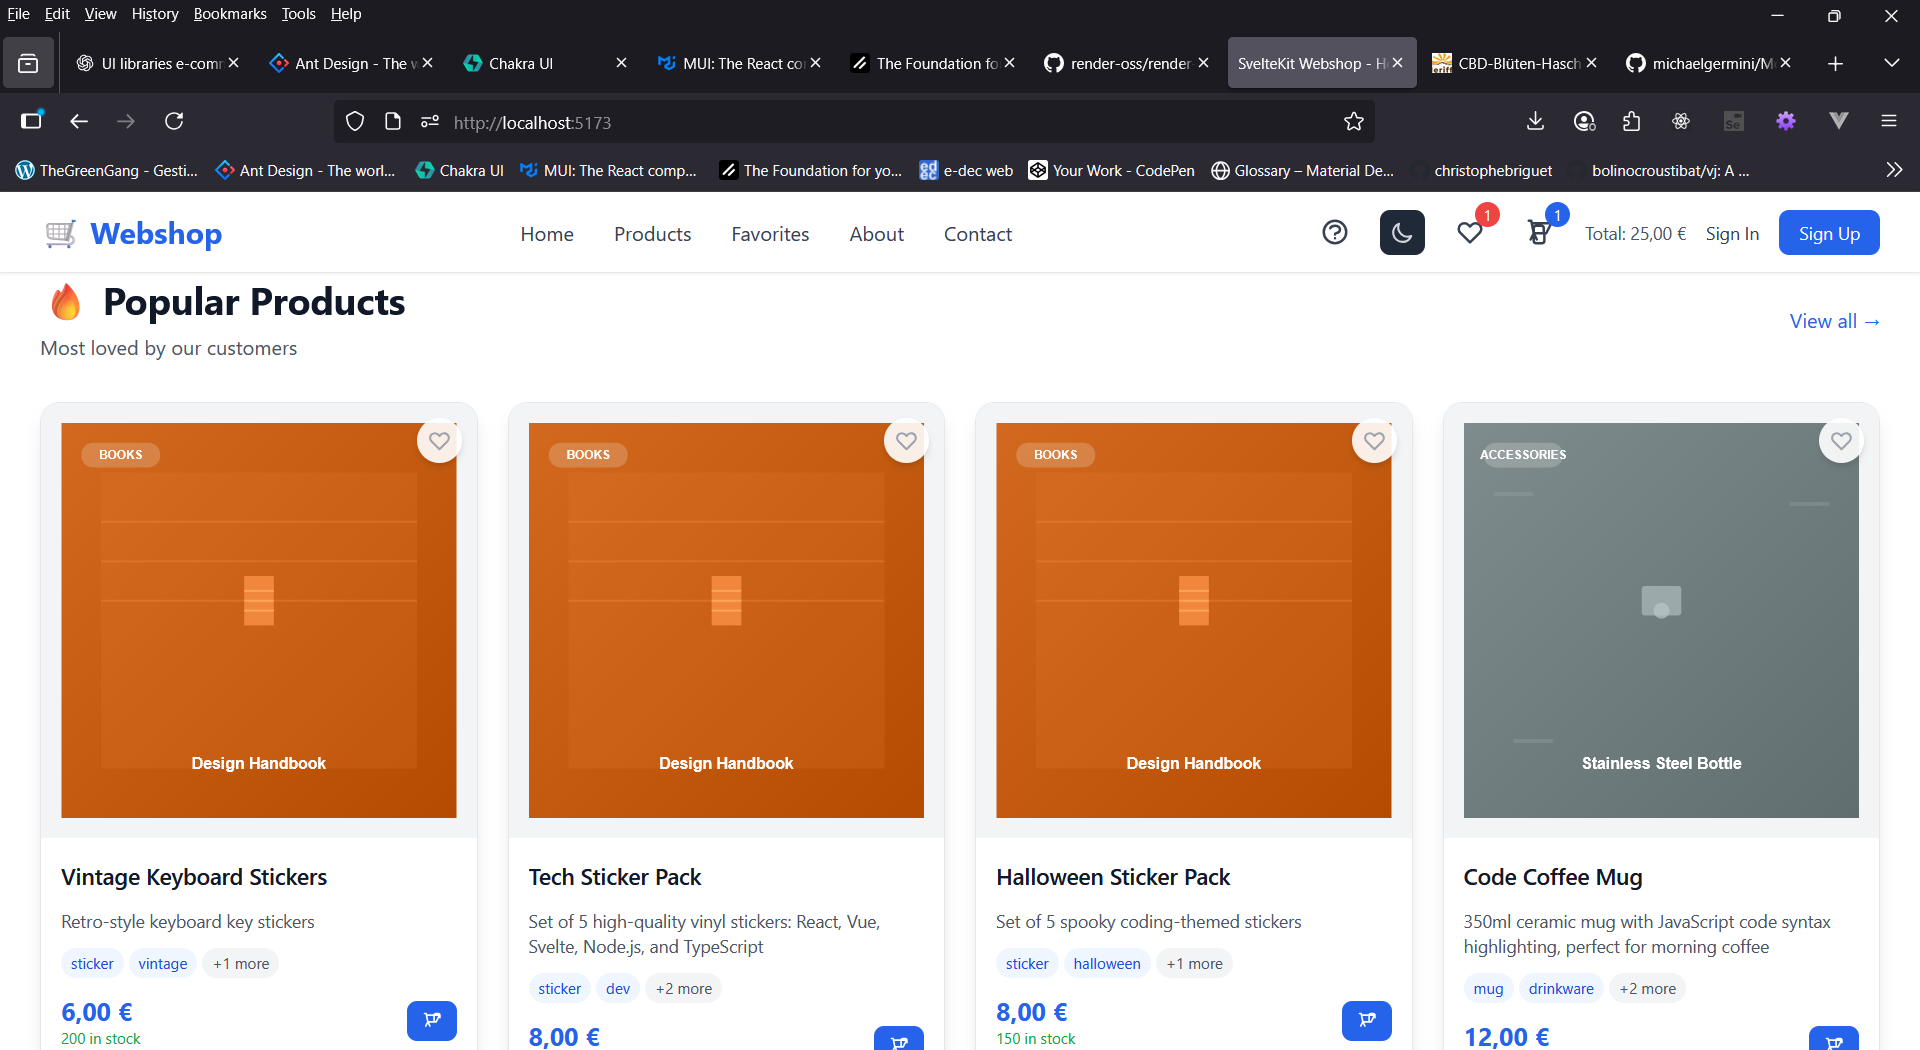 File Edit View History Bookmarks Tools Help
UI libraries e-comr
Ant Design - The w
Chakra UI
MUI: The React co
The Foundation fo
render-oss/render
SvelteKit Webshop - H
CBD-Blüten-Hasch
michaelgermini/M
http://localhost:5173
TheGreenGang - Gesti...
Ant Design - The worl...
Chakra UI
MUI: The React comp...
The Foundation for yo...
e-dec web
Your Work - CodePen
Glossary – Material De...
christophebriguet
bolinocroustibat/vj: A ...
Webshop
Home Products Favorites About Contact
1
1
Total: 25,00 €
Sign In
Sign Up
Popular Products
View all →
Most loved by our customers
BOOKS
Design Handbook
Vintage Keyboard Stickers
Retro-style keyboard key stickers
sticker vintage +1 more
6,00 €
200 in stock
BOOKS
Design Handbook
Tech Sticker Pack
Set of 5 high-quality vinyl stickers: React, Vue,
Svelte, Node.js, and TypeScript
sticker dev +2 more
8,00 €
BOOKS
Design Handbook
Halloween Sticker Pack
Set of 5 spooky coding-themed stickers
sticker halloween +1 more
8,00 €
150 in stock
ACCESSORIES
Stainless Steel Bottle
Code Coffee Mug
350ml ceramic mug with JavaScript code syntax
highlighting, perfect for morning coffee
mug drinkware +2 more
12,00 €